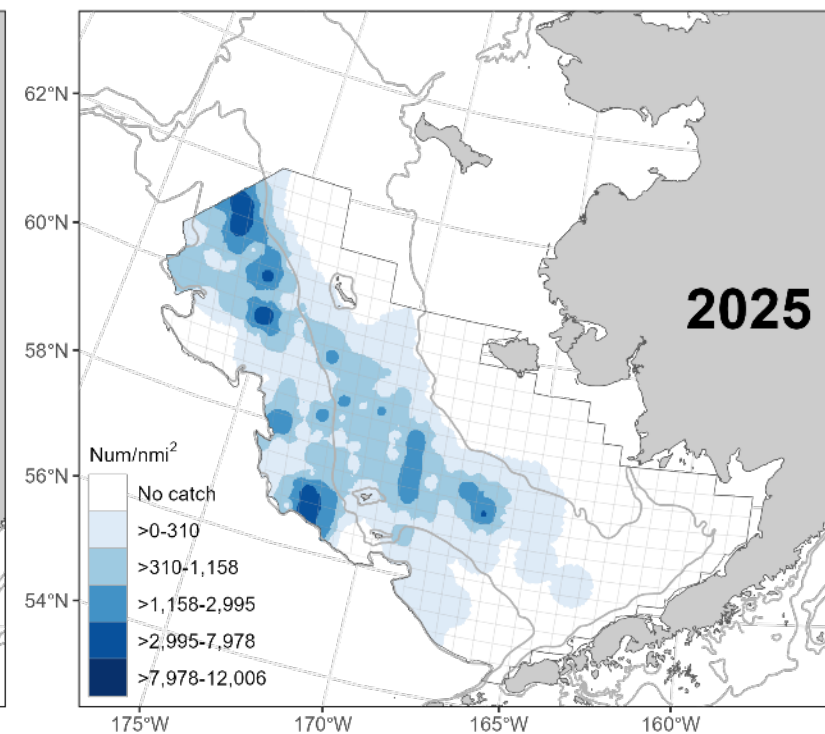 62°N
60°N
58°N
56°N
54°N
2025
Num/nmi²
No catch
>0-310
>310-1,158
>1,158-2,995
>2,995-7,978
>7,978-12,006
175°W
170°W
165°W
160°W